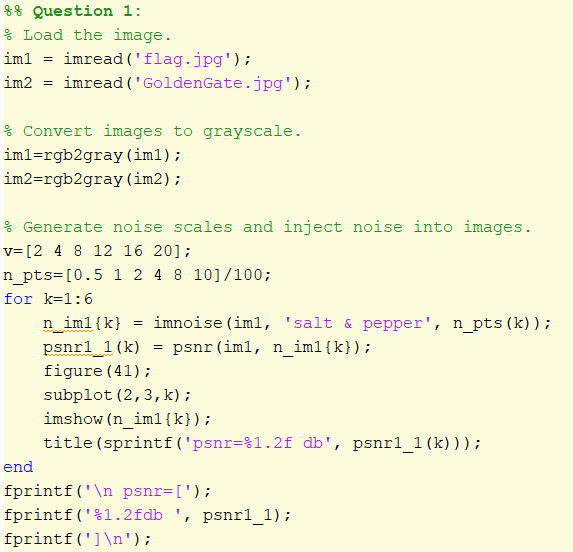 %% Question 1:
% Load the image.
im1 = imread('flag.jpg');
im2 = imread('GoldenGate.jpg');
% Convert images to grayscale.
im1=rgb2gray(im1);
im2=rgb2gray(im2);
% Generate noise scales and inject noise into images.
v=[2 4 8 12 16 20];
n_pts=[0.5 1 2 4 8 10]/100;
for k=1:6
    n_im1{k} = imnoise(im1, 'salt & pepper', n_pts(k));
    psnr1_1(k) = psnr(im1, n_im1{k});
    figure(41);
    subplot(2,3,k);
    imshow(n_im1{k});
    title(sprintf('psnr=%1.2f db', psnr1_1(k)));
end
fprintf('\n psnr=[');
fprintf('%1.2fdb ', psnr1_1);
fprintf(']\n');